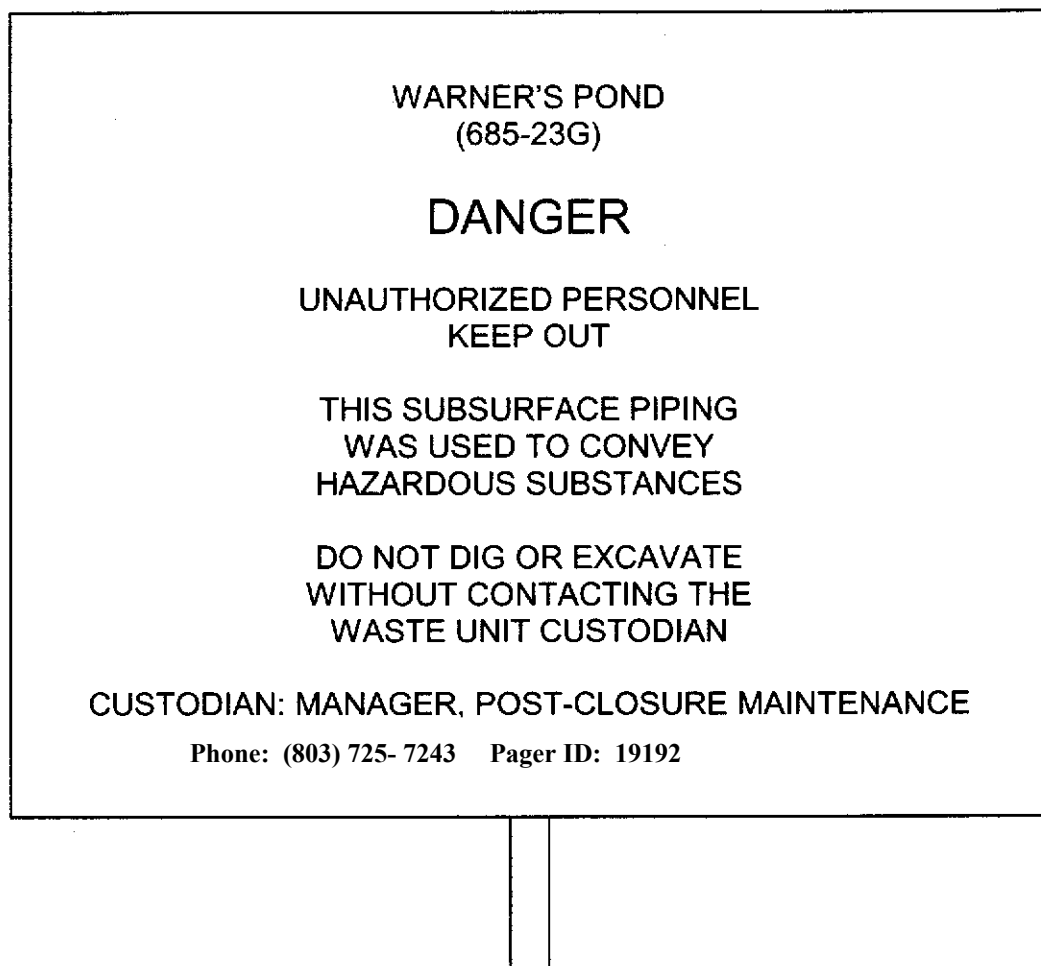 WARNER'S POND
(685-23G)
DANGER
UNAUTHORIZED PERSONNEL
KEEP OUT
THIS SUBSURFACE PIPING
WAS USED TO CONVEY
HAZARDOUS SUBSTANCES
DO NOT DIG OR EXCAVATE
WITHOUT CONTACTING THE
WASTE UNIT CUSTODIAN
CUSTODIAN: MANAGER, POST-CLOSURE MAINTENANCE
Phone: (803) 725- 7243 Pager ID: 19192